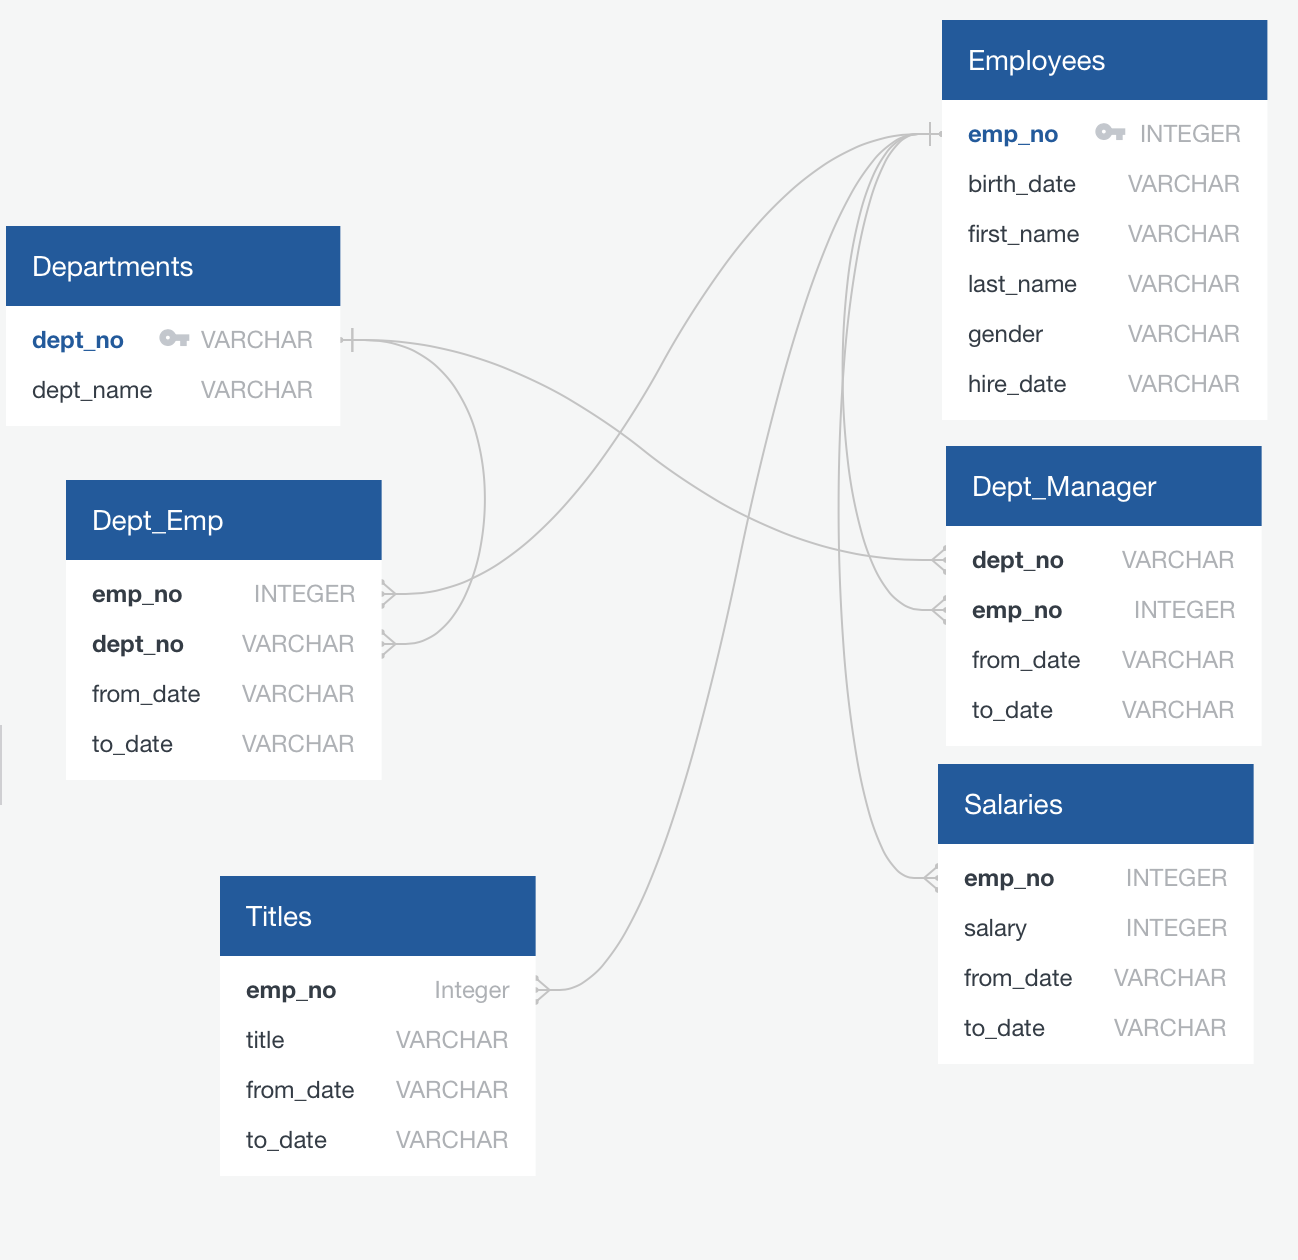 Employees
emp_no INTEGER
birth_date VARCHAR
first_name VARCHAR
last_name VARCHAR
gender VARCHAR
hire_date VARCHAR
Departments
dept_no VARCHAR
dept_name VARCHAR
Dept_Emp
emp_no INTEGER
dept_no VARCHAR
from_date VARCHAR
to_date VARCHAR
Dept_Manager
dept_no VARCHAR
emp_no INTEGER
from_date VARCHAR
to_date VARCHAR
Salaries
emp_no INTEGER
salary INTEGER
from_date VARCHAR
to_date VARCHAR
Titles
emp_no Integer
title VARCHAR
from_date VARCHAR
to_date VARCHAR